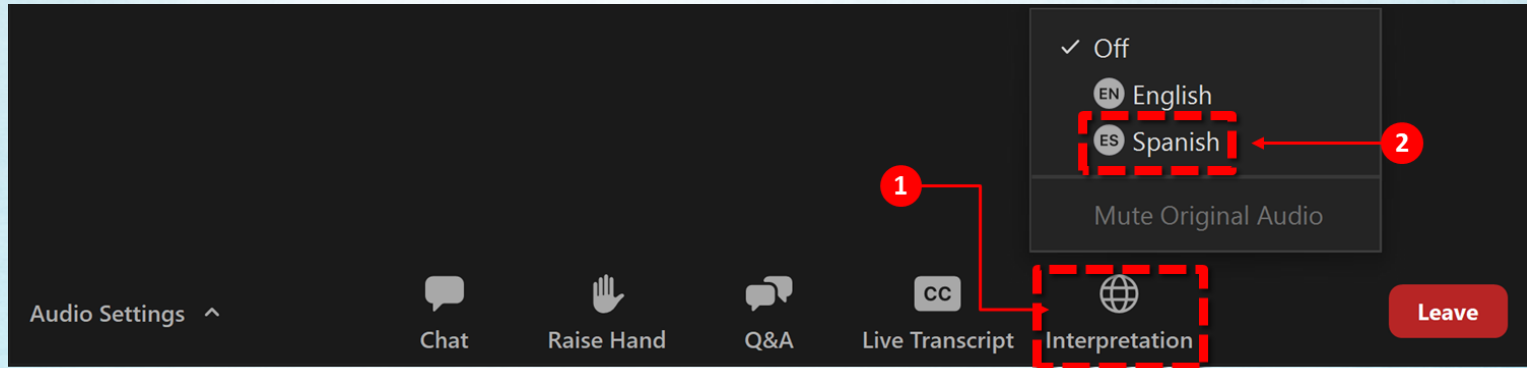 Off
EN English
ES Spanish
2
1
Mute Original Audio
Audio Settings
CC
Chat
Raise Hand
Q&A
Live Transcript
Interpretation
Leave